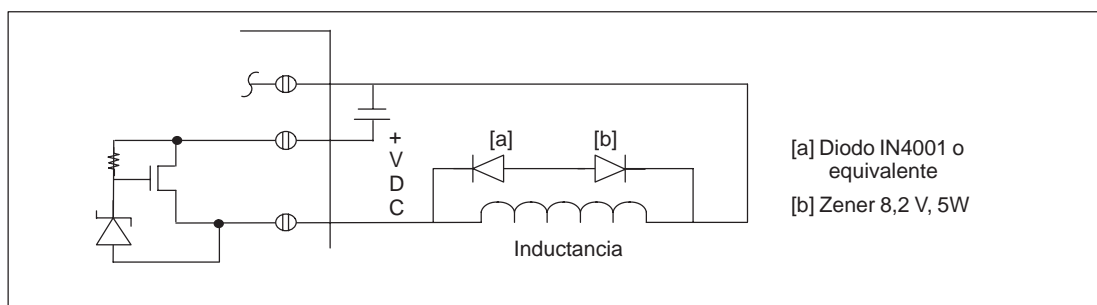 +
V
D
C
[a]
[b]
Inductancia
[a] Diodo IN4001 o
equivalente
[b] Zener 8,2 V, 5W